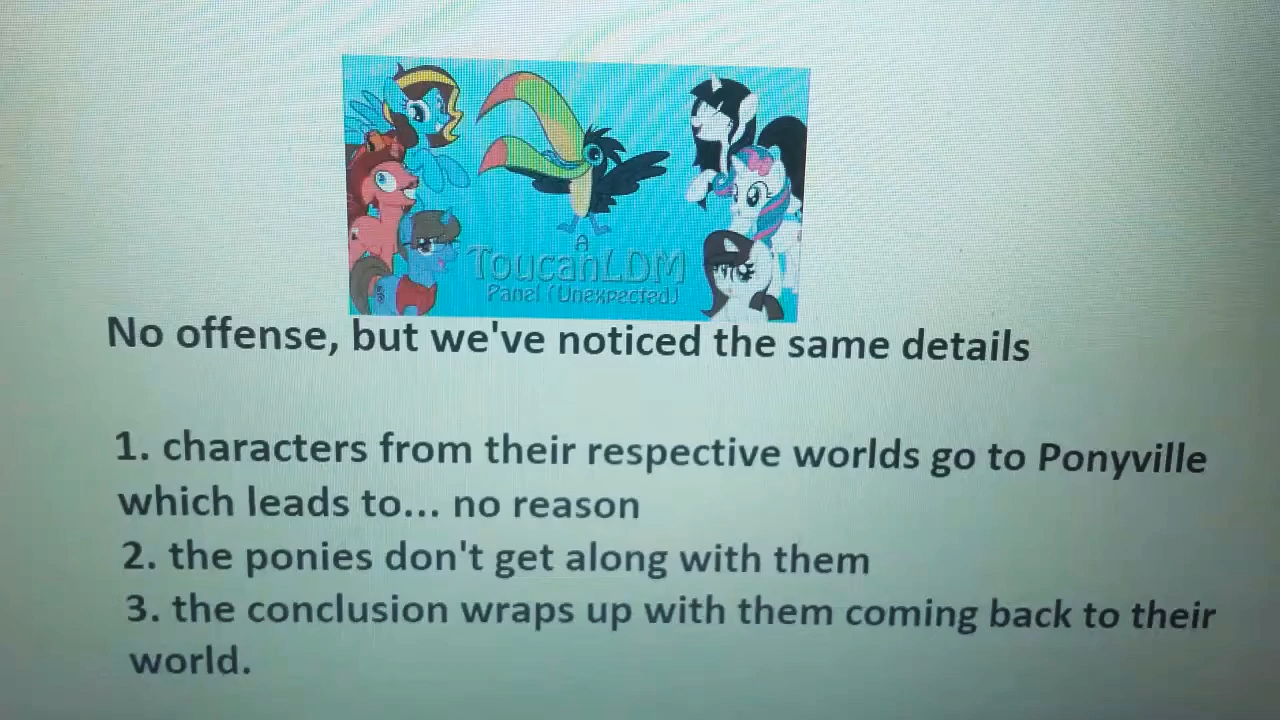 A
ToucanLDM
Panel (Unexpected)
No offense, but we've noticed the same details
1. characters from their respective worlds go to Ponyville
which leads to... no reason
2. the ponies don't get along with them
3. the conclusion wraps up with them coming back to their
world.